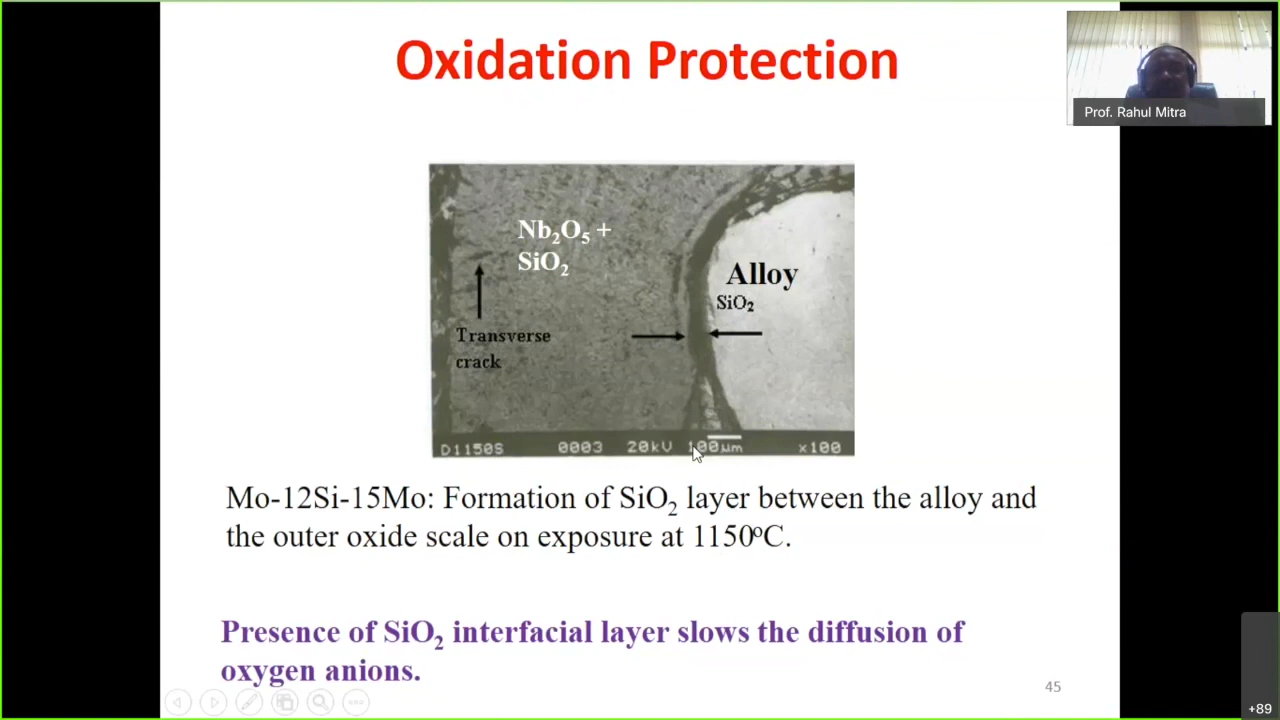 Oxidation Protection
Prof. Rahul Mitra
Nb₂O₅ +
SiO₂
Alloy
SiO₂
Transverse
crack
D1150S 0003 20kV 100µm x100
Mo-12Si-15Mo: Formation of SiO₂ layer between the alloy and
the outer oxide scale on exposure at 1150°C.
Presence of SiO₂ interfacial layer slows the diffusion of
oxygen anions.
45
+89